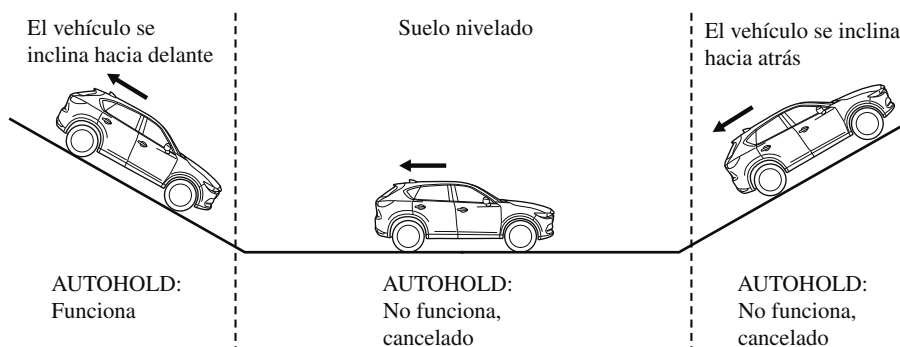 El vehículo se
inclina hacia delante
Suelo nivelado
El vehículo se inclina
hacia atrás
AUTOHOLD:
Funciona
AUTOHOLD:
No funciona,
cancelado
AUTOHOLD:
No funciona,
cancelado